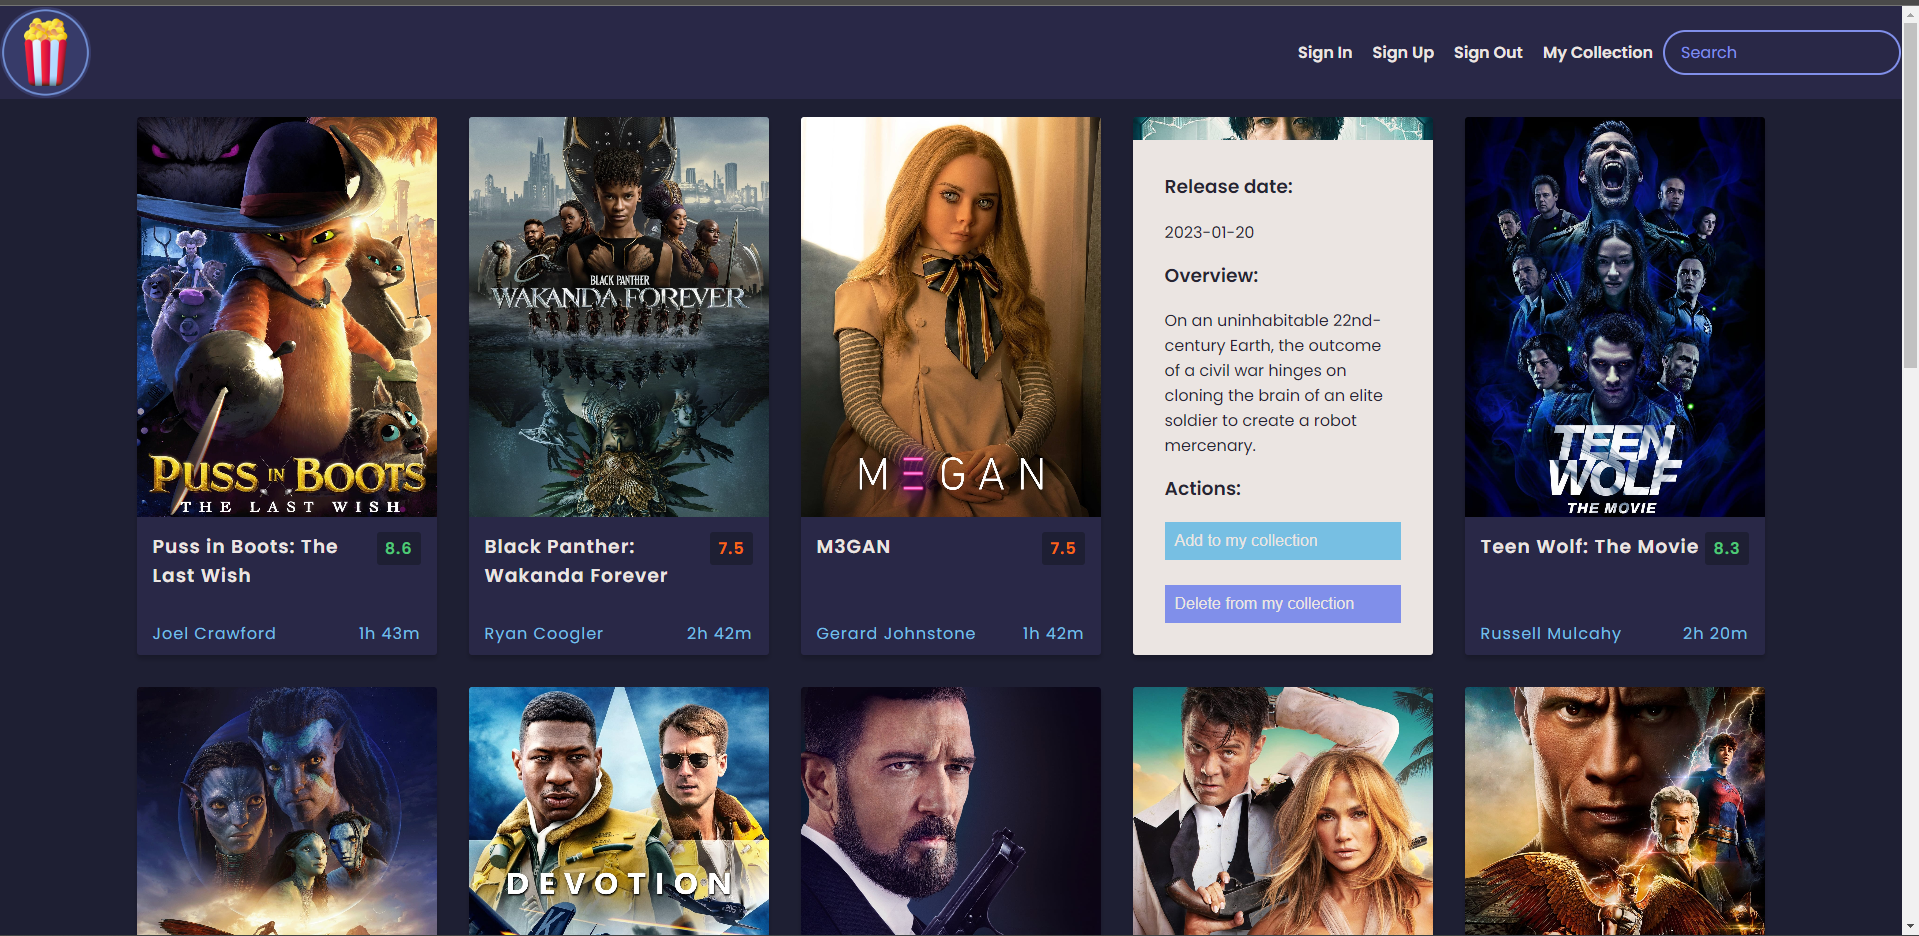 Sign In
Sign Up
Sign Out
My Collection
Search
PUSS IN BOOTS
THE LAST WISH
Puss in Boots: The
Last Wish
8.6
Joel Crawford
1h 43m
BLACK PANTHER
WAKANDA FOREVER
Black Panther:
Wakanda Forever
7.5
Ryan Coogler
2h 42m
M3GAN
M3GAN
7.5
Gerard Johnstone
1h 42m
Release date:
2023-01-20
Overview:
On an uninhabitable 22nd-
century Earth, the outcome
of a civil war hinges on
cloning the brain of an elite
soldier to create a robot
mercenary.
Actions:
Add to my collection
Delete from my collection
TEEN
WOLF
THE MOVIE
Teen Wolf: The Movie
8.3
Russell Mulcahy
2h 20m
DEVOTION